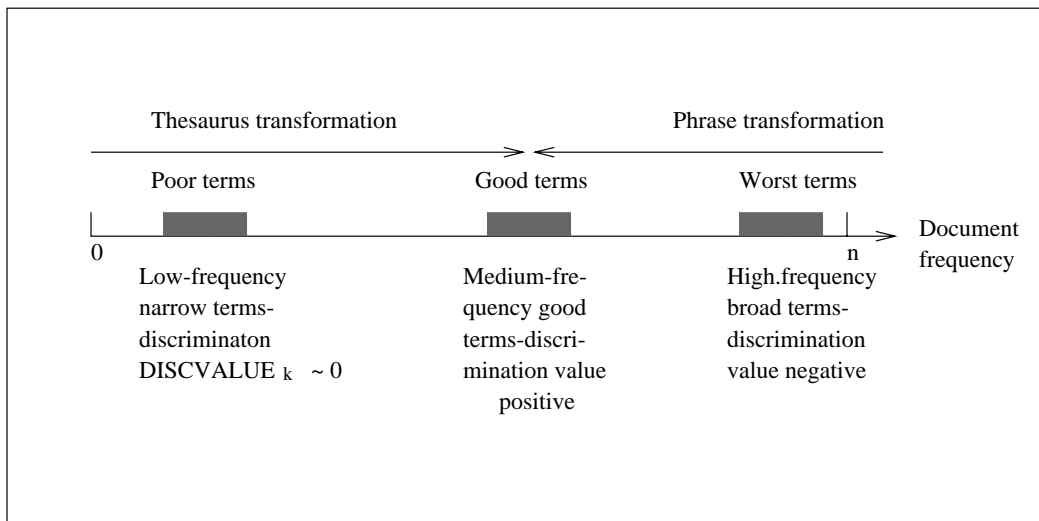 Thesaurus transformation
Phrase transformation
Poor terms
Good terms
Worst terms
0
n
Document
frequency
Low-frequency
narrow terms-
discriminaton
DISCVALUE k ~ 0
Medium-fre-
quency good
terms-discri-
mination value
positive
High.frequency
broad terms-
discrimination
value negative